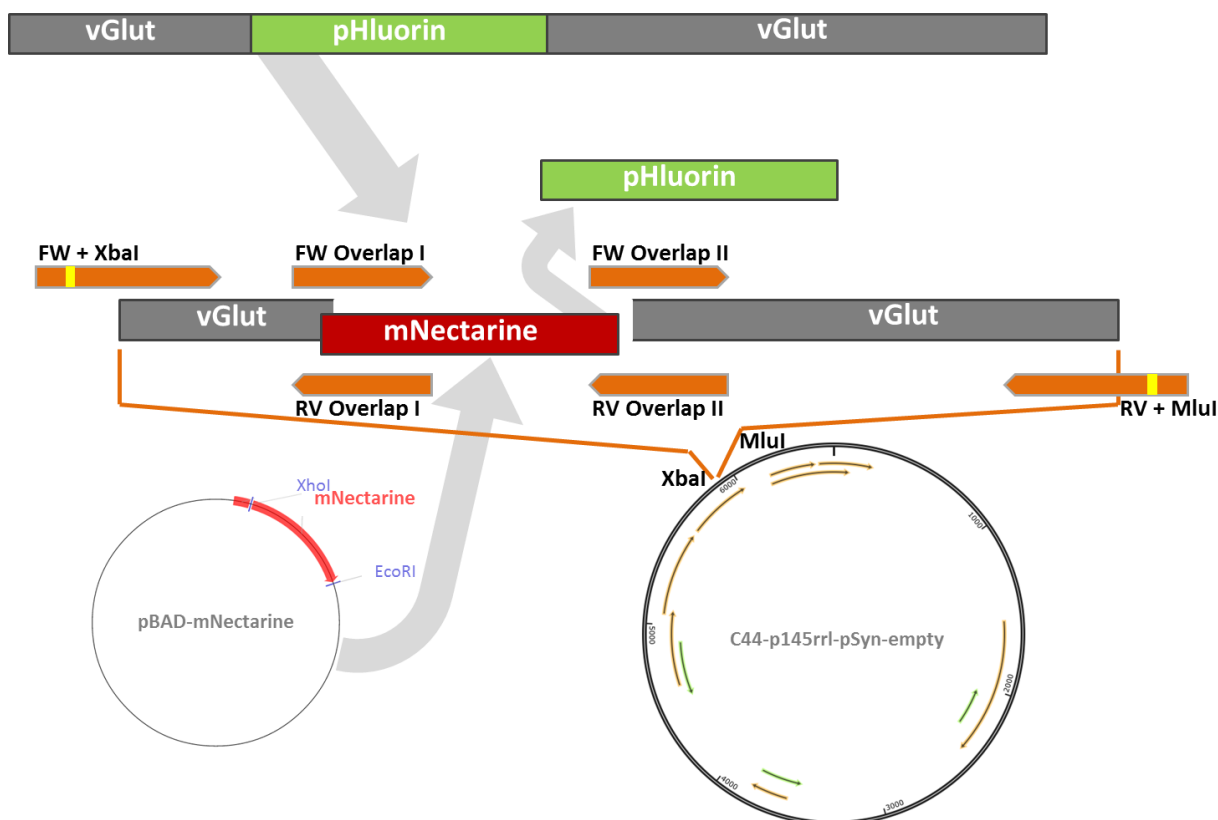 vGlut pHluorin vGlut
pHluorin
FW + XbaI FW Overlap I FW Overlap II
vGlut mNectarine vGlut
RV Overlap I RV Overlap II RV + MluI
MluI
XbaI
XhoI mNectarine
EcoRI
pBAD-mNectarine
C44-p145rrl-pSyn-empty
6000
1000
5000
2000
4000
3000